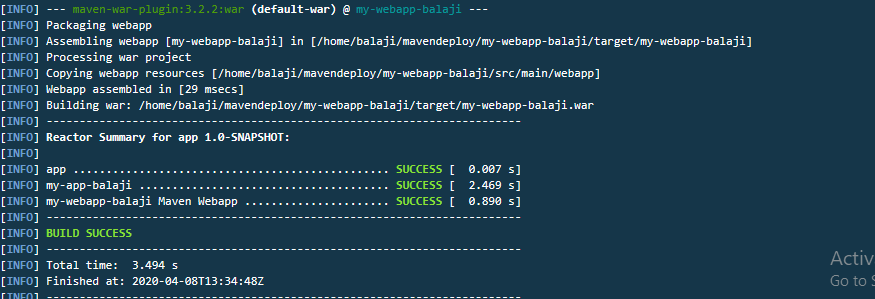 [INFO] --- maven-war-plugin:3.2.2:war (default-war) @ my-webapp-balaji ---
[INFO] Packaging webapp
[INFO] Assembling webapp [my-webapp-balaji] in [/home/balaji/mavendeploy/my-webapp-balaji/target/my-webapp-balaji]
[INFO] Processing war project
[INFO] Copying webapp resources [/home/balaji/mavendeploy/my-webapp-balaji/src/main/webapp]
[INFO] Webapp assembled in [29 msecs]
[INFO] Building war: /home/balaji/mavendeploy/my-webapp-balaji/target/my-webapp-balaji.war
[INFO] ------------------------------------------------------------------------
[INFO] Reactor Summary for app 1.0-SNAPSHOT:
[INFO]
[INFO] app ................................................ SUCCESS [  0.007 s]
[INFO] my-app-balaji ...................................... SUCCESS [  2.469 s]
[INFO] my-webapp-balaji Maven Webapp ...................... SUCCESS [  0.890 s]
[INFO] ------------------------------------------------------------------------
[INFO] BUILD SUCCESS
[INFO] ------------------------------------------------------------------------
[INFO] Total time:  3.494 s
[INFO] Finished at: 2020-04-08T13:34:48Z
[INFO] ------------------------------------------------------------------------
Activ
Go to S